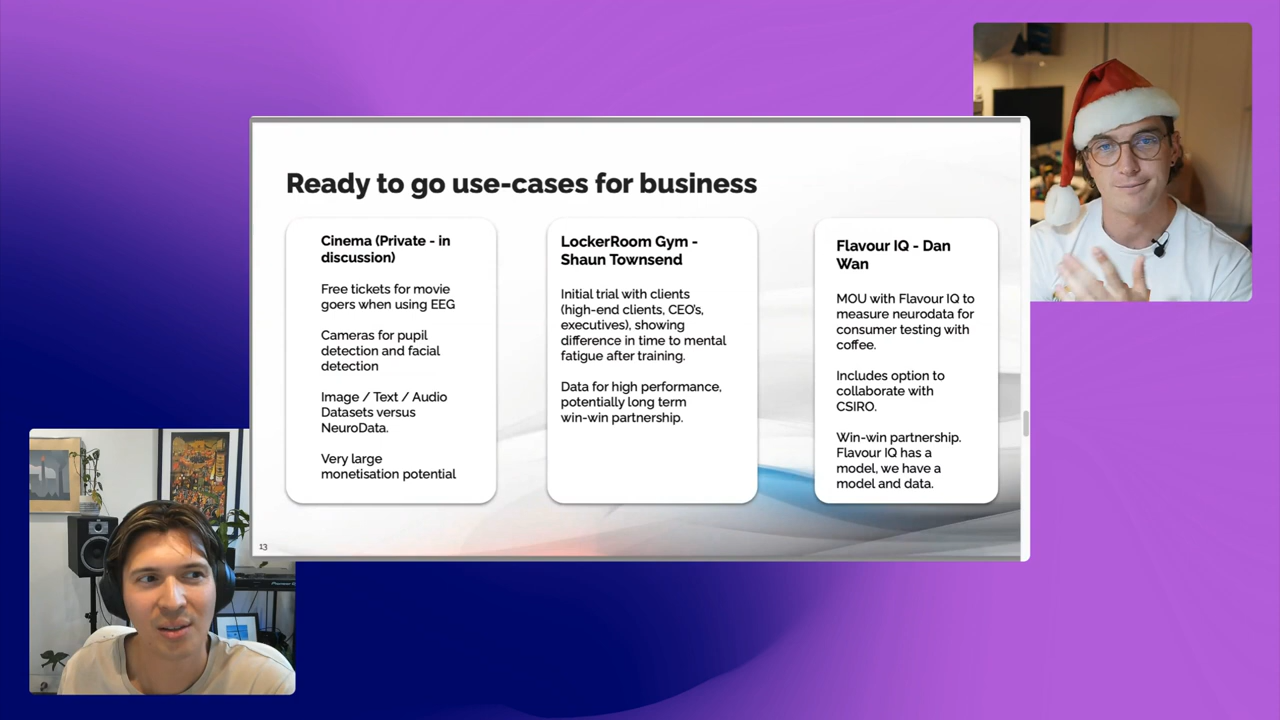 Ready to go use-cases for business
Cinema (Private - in
discussion)
Free tickets for movie
goers when using EEG
Cameras for pupil
detection and facial
detection
Image / Text / Audio
Datasets versus
NeuroData.
Very large
monetisation potential
LockerRoom Gym -
Shaun Townsend
Initial trial with clients
(high-end clients, CEO's,
executives), showing
difference in time to mental
fatigue after training.
Data for high performance,
potentially long term
win-win partnership.
Flavour IQ - Dan
Wan
MOU with Flavour IQ to
measure neurodata for
consumer testing with
coffee.
Includes option to
collaborate with
CSIRO.
Win-win partnership.
Flavour IQ has a
model, we have a
model and data.
13